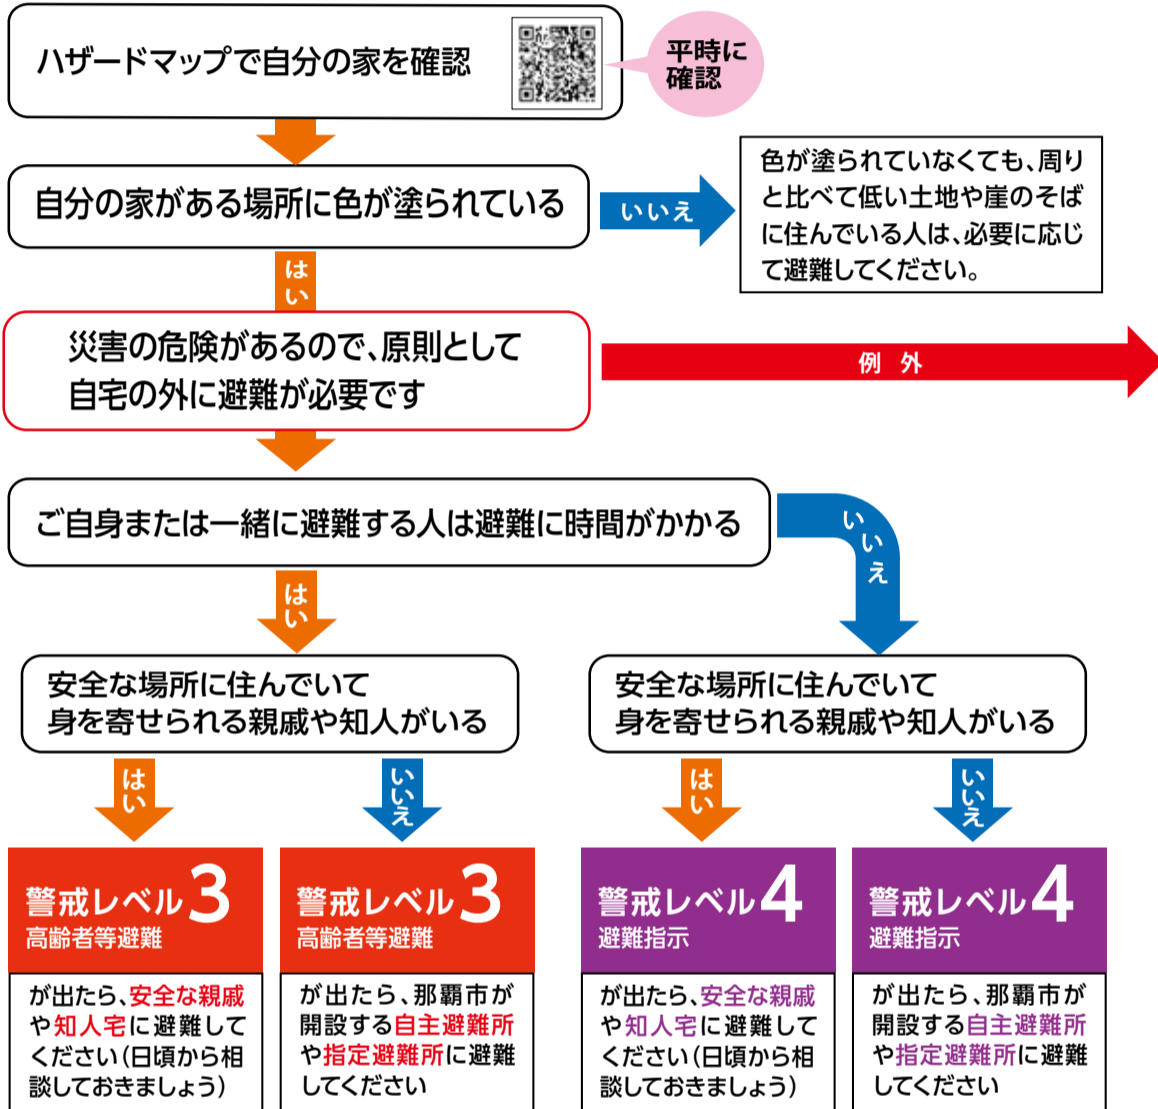 ハザードマップで自分の家を確認
平時に
確認
自分の家がある場所に色が塗られている
いいえ
色が塗られていなくても、周り
と比べて低い土地や崖のそば
に住んでいる人は、必要に応じ
て避難してください。
はい
災害の危険があるので、原則として
自宅の外に避難が必要です
例 外
ご自身または一緒に避難する人は避難に時間がかかる
いいえ
はい
安全な場所に住んでいて
身を寄せられる親戚や知人がいる
安全な場所に住んでいて
身を寄せられる親戚や知人がいる
はい
いいえ
はい
いいえ
警戒レベル3
高齢者等避難
が出たら、安全な親戚
や知人宅に避難して
ください(日頃から相
談しておきましょう)
警戒レベル3
高齢者等避難
が出たら、那覇市が
開設する自主避難所
や指定避難所に避難
してください
警戒レベル4
避難指示
が出たら、安全な親戚
や知人宅に避難して
ください(日頃から相
談しておきましょう)
警戒レベル4
避難指示
が出たら、那覇市が
開設する自主避難所
や指定避難所に避難
してください